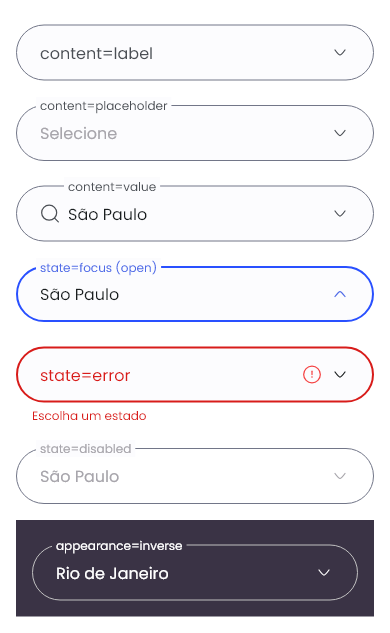 content=label
content=placeholder
Selecione
content=value
São Paulo
state=focus (open)
São Paulo
state=error
Escolha um estado
state=disabled
São Paulo
appearance=inverse
Rio de Janeiro